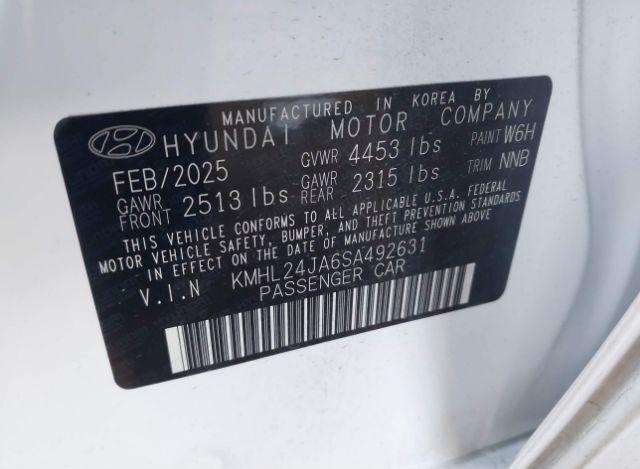 MANUFACTURED IN KOREA BY
HYUNDAI MOTOR COMPANY
FEB/2025 GVWR 4453 lbs PAINT W6H
GAWR FRONT 2513 lbs GAWR REAR 2315 lbs TRIM NNB
THIS VEHICLE CONFORMS TO ALL APPLICABLE U.S.A. FEDERAL
MOTOR VEHICLE SAFETY, BUMPER, AND THEFT PREVENTION STANDARDS
IN EFFECT ON THE DATE OF MANUFACTURE SHOWN ABOVE.
V.I.N KMHL24JA6SA492631
PASSENGER CAR